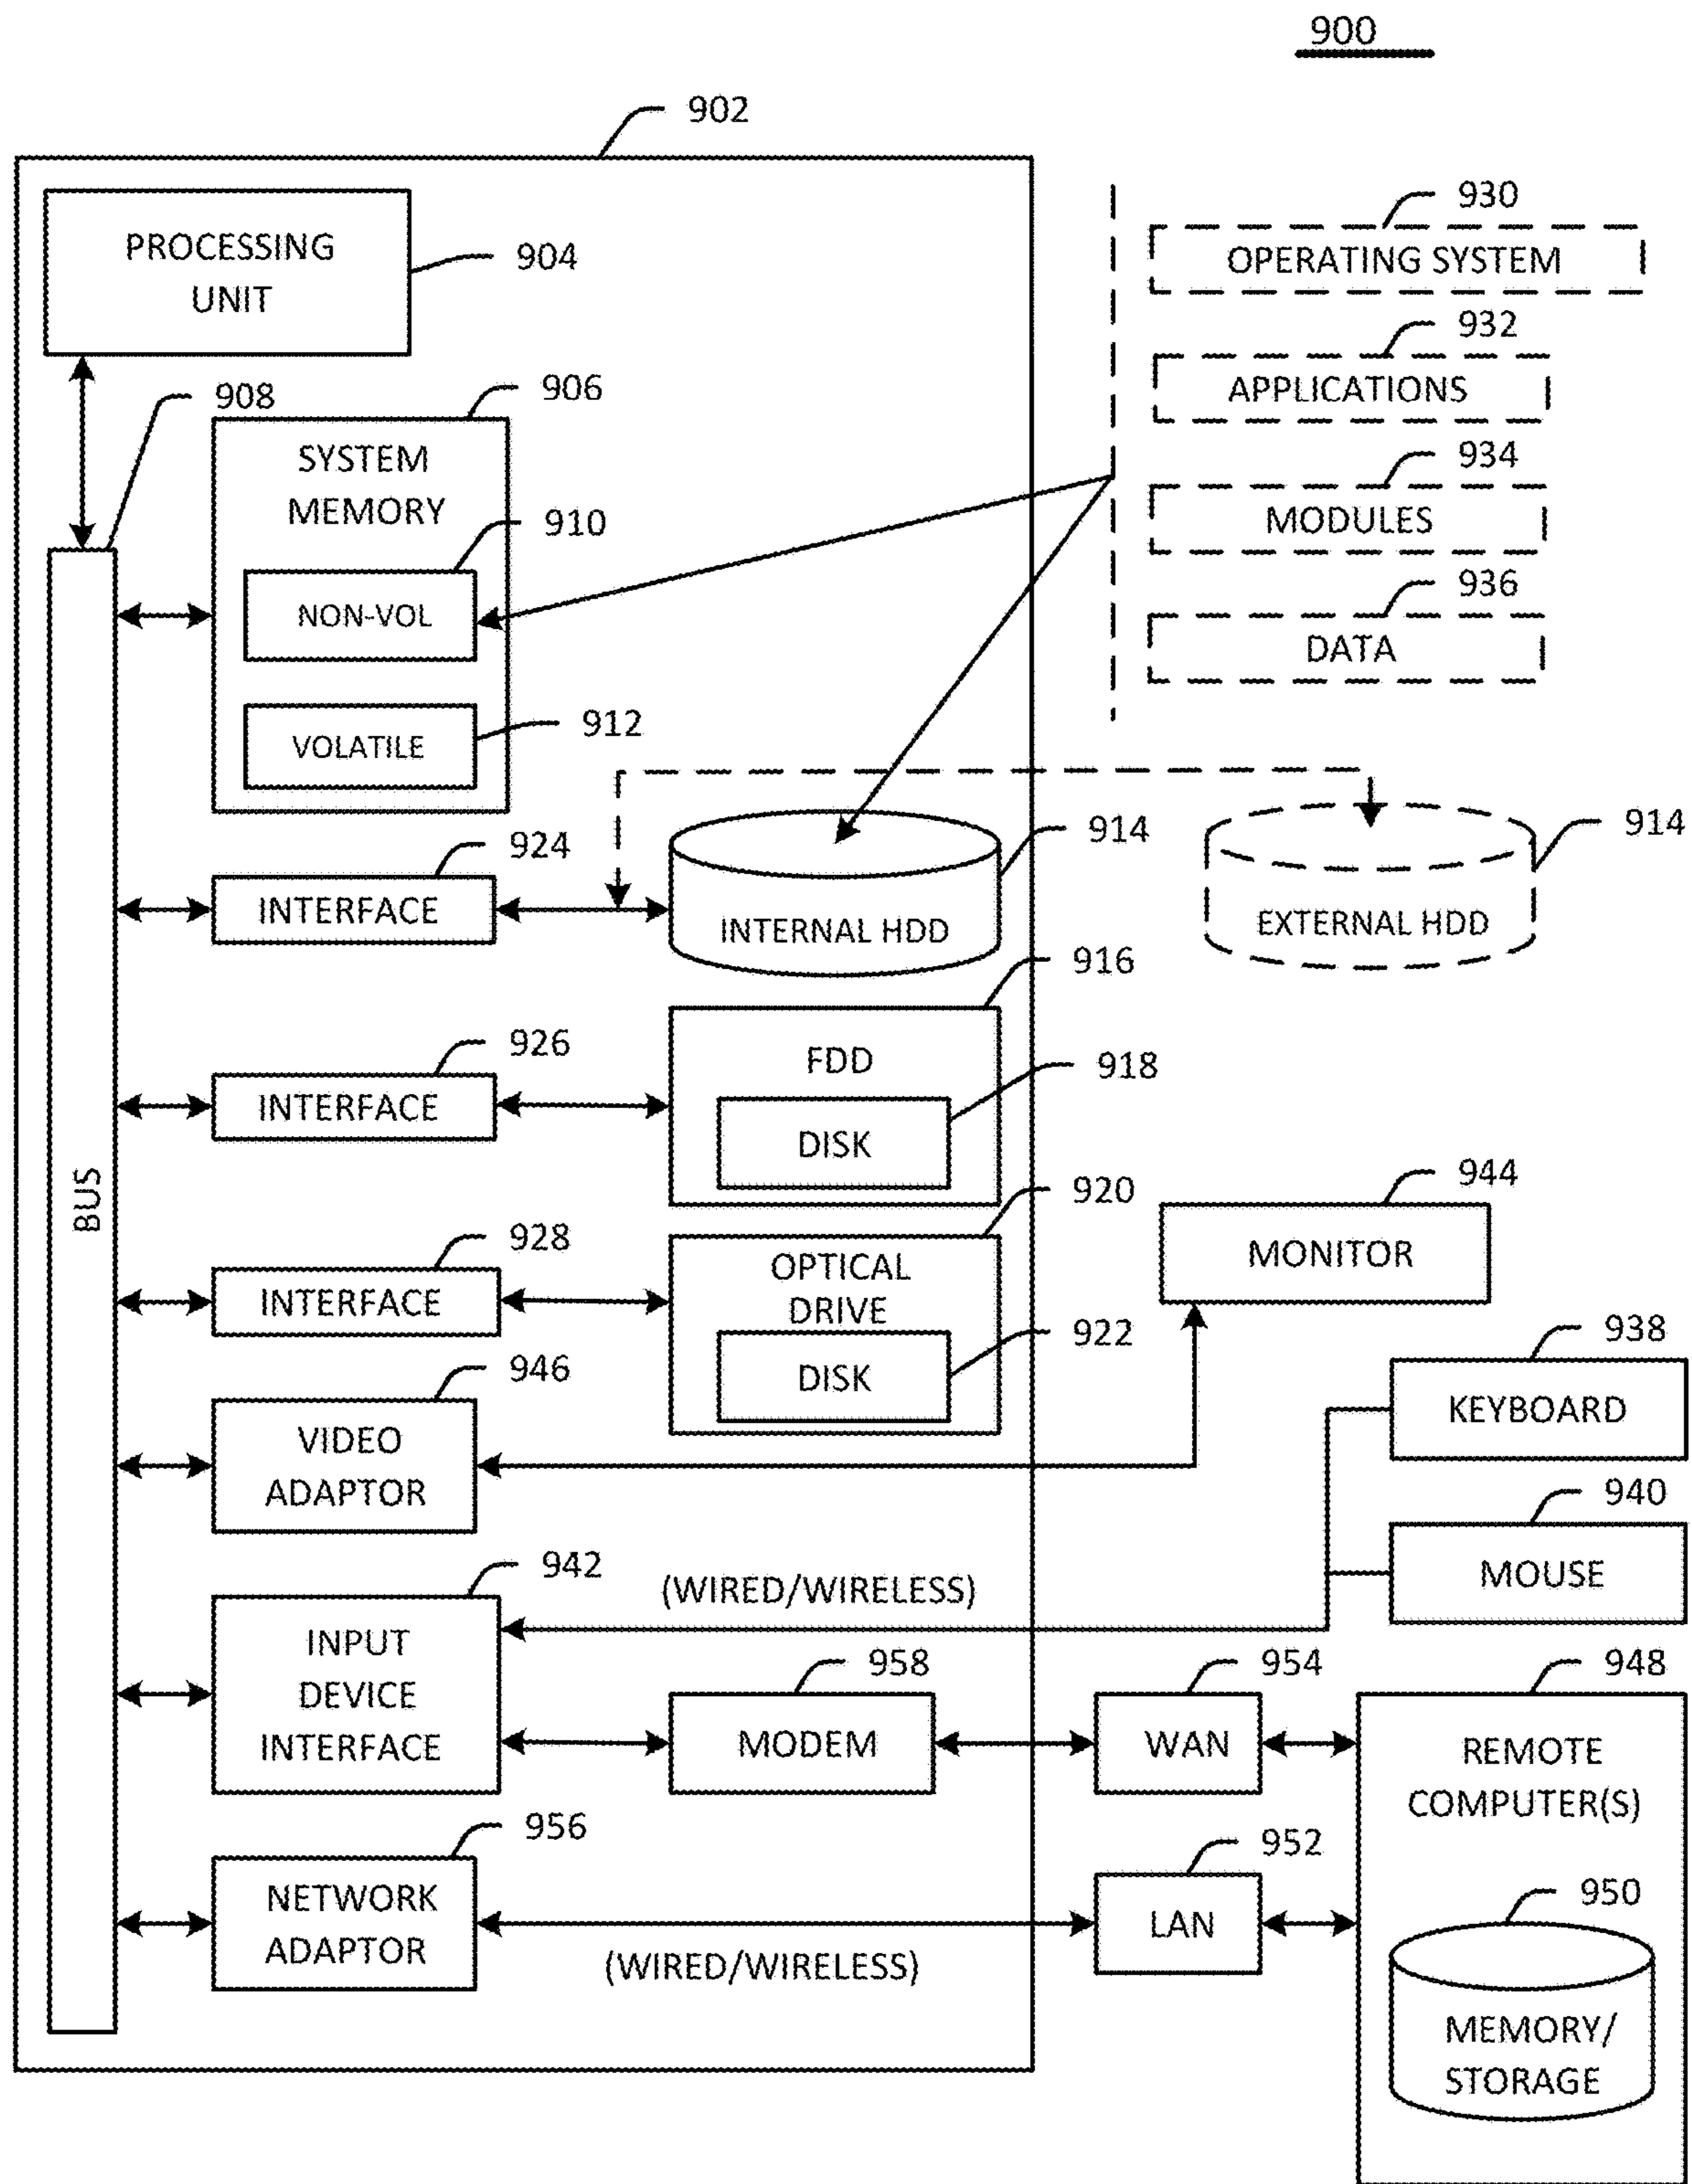 900
902
PROCESSING
UNIT
904
930
OPERATING SYSTEM
932
APPLICATIONS
934
MODULES
936
DATA
908
906
SYSTEM
MEMORY
910
NON-VOL
912
VOLATILE
924
INTERFACE
914
INTERNAL HDD
914
EXTERNAL HDD
916
FDD
926
INTERFACE
918
DISK
BUS
920
OPTICAL
DRIVE
928
INTERFACE
922
DISK
944
MONITOR
938
KEYBOARD
946
VIDEO
ADAPTOR
940
MOUSE
942
INPUT
DEVICE
INTERFACE
(WIRED/WIRELESS)
958
MODEM
954
WAN
948
REMOTE
COMPUTER(S)
956
NETWORK
ADAPTOR
(WIRED/WIRELESS)
952
LAN
950
MEMORY/
STORAGE